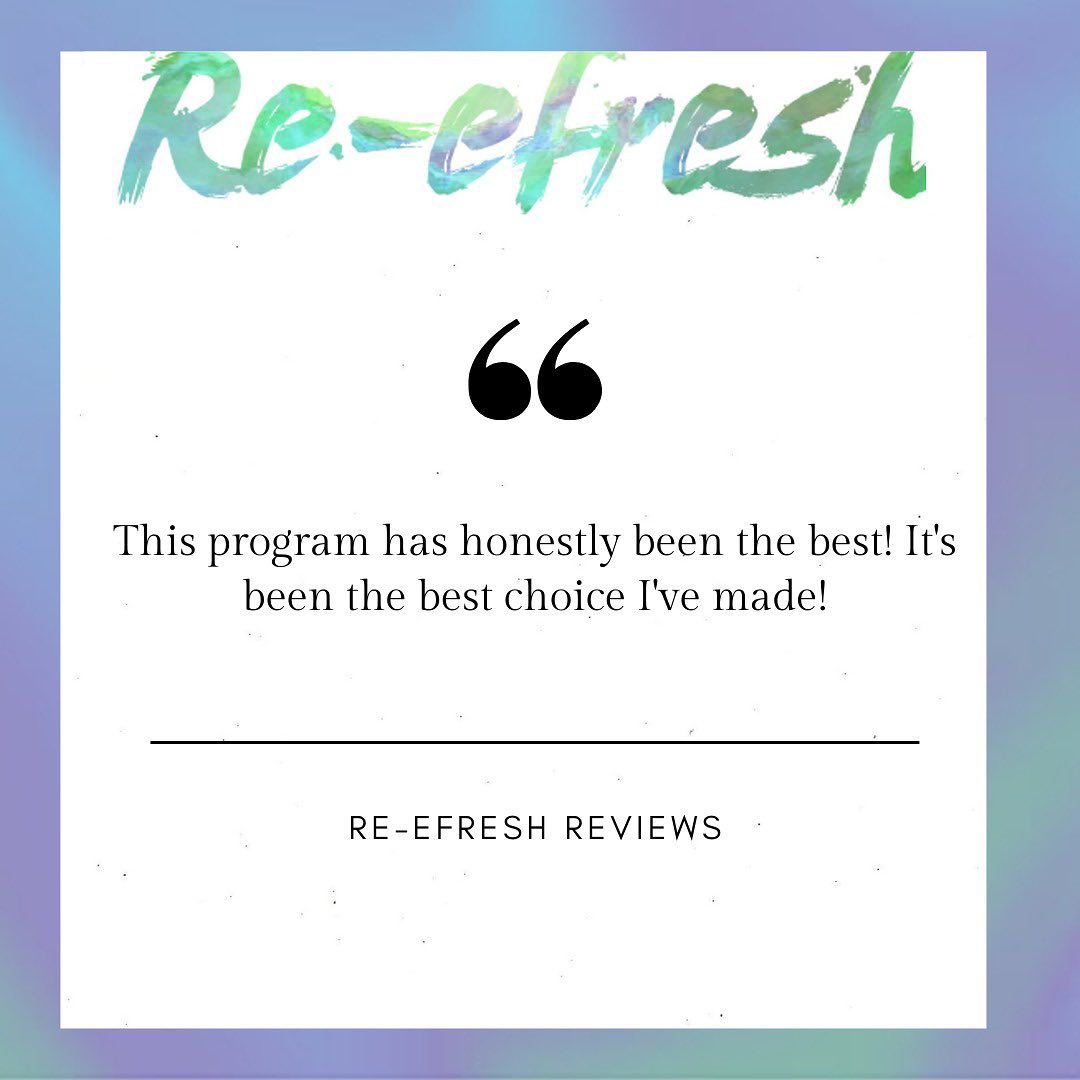 Re-efresh
“
This program has honestly been the best! It's
been the best choice I've made!
RE-EFRESH REVIEWS